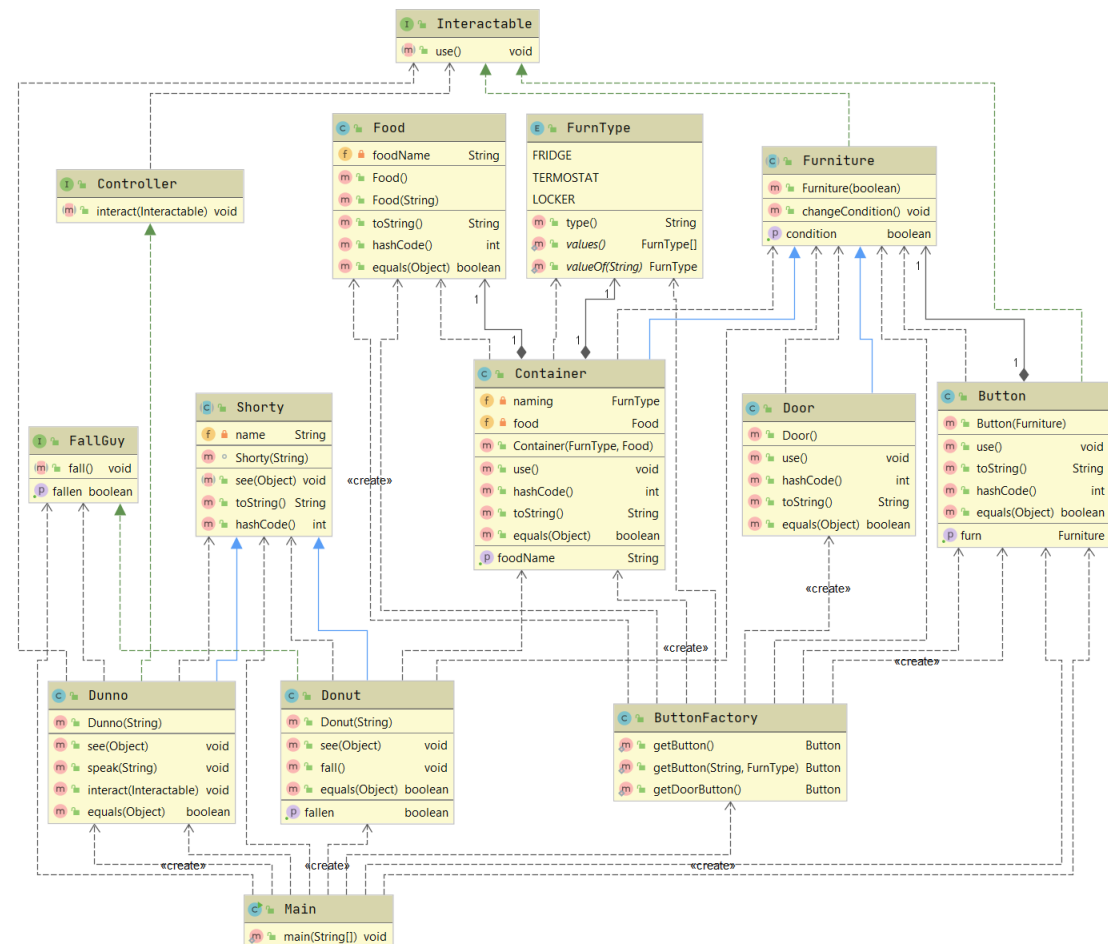 Interactable
use() void
Food
foodName String
Food()
Food(String)
toString() String
hashCode() int
equals(Object) boolean
FurnType
FRIDGE
TERMOSTAT
LOCKER
type() String
values() FurnType[]
valueOf(String) FurnType
Furniture
Furniture(boolean)
changeCondition() void
condition boolean
Controller
interact(Interactable) void
1
1
1
1
1
1
Container
naming FurnType
food Food
Container(FurnType, Food)
use() void
hashCode() int
toString() String
equals(Object) boolean
foodName String
Door
Door()
use() void
hashCode() int
toString() String
equals(Object) boolean
Button
Button(Furniture)
use() void
toString() String
hashCode() int
equals(Object) boolean
furn Furniture
Shorty
name String
Shorty(String)
see(Object) void
toString() String
hashCode() int
FallGuy
fall() void
fallen boolean
«create»
«create»
«create»
«create»
Dunno
Dunno(String)
see(Object) void
speak(String) void
interact(Interactable) void
equals(Object) boolean
Donut
Donut(String)
see(Object) void
fall() void
equals(Object) boolean
fallen boolean
ButtonFactory
getButton() Button
getButton(String, FurnType) Button
getDoorButton() Button
«create»
«create»
«create»
Main
main(String[]) void